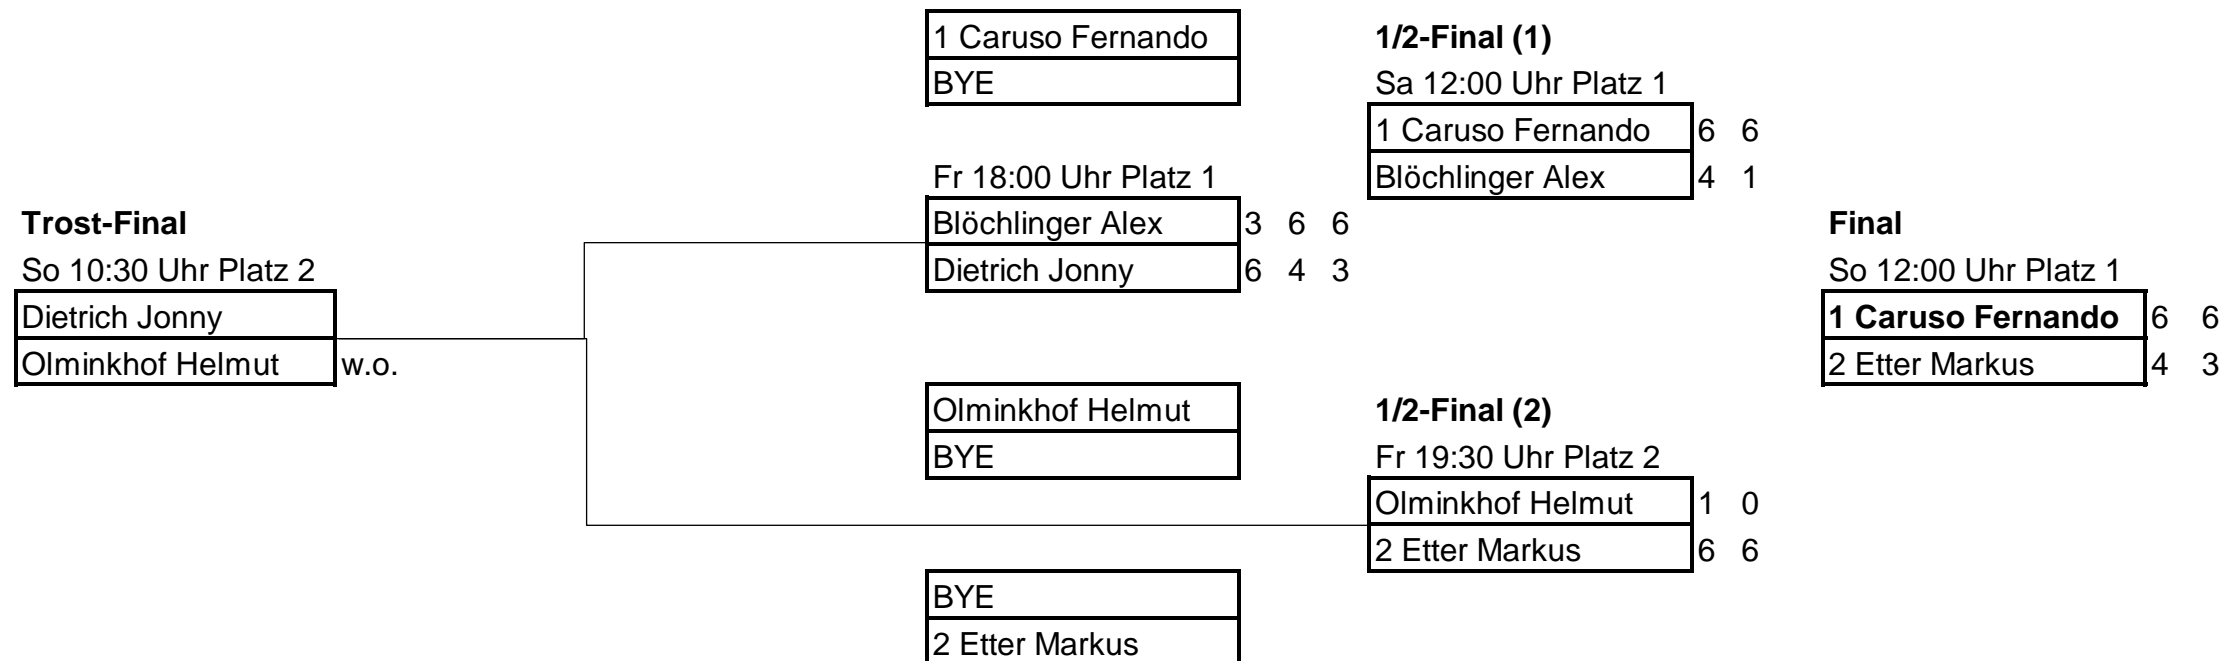 1 Caruso Fernando
BYE
1/2-Final (1)
Sa 12:00 Uhr Platz 1
1 Caruso Fernando 6 6
Blöchlinger Alex 4 1
Fr 18:00 Uhr Platz 1
Blöchlinger Alex 3 6 6
Dietrich Jonny 6 4 3
Trost-Final
So 10:30 Uhr Platz 2
Dietrich Jonny
Olminkhof Helmut w.o.
Final
So 12:00 Uhr Platz 1
1 Caruso Fernando 6 6
2 Etter Markus 4 3
Olminkhof Helmut
BYE
1/2-Final (2)
Fr 19:30 Uhr Platz 2
Olminkhof Helmut 1 0
2 Etter Markus 6 6
BYE
2 Etter Markus